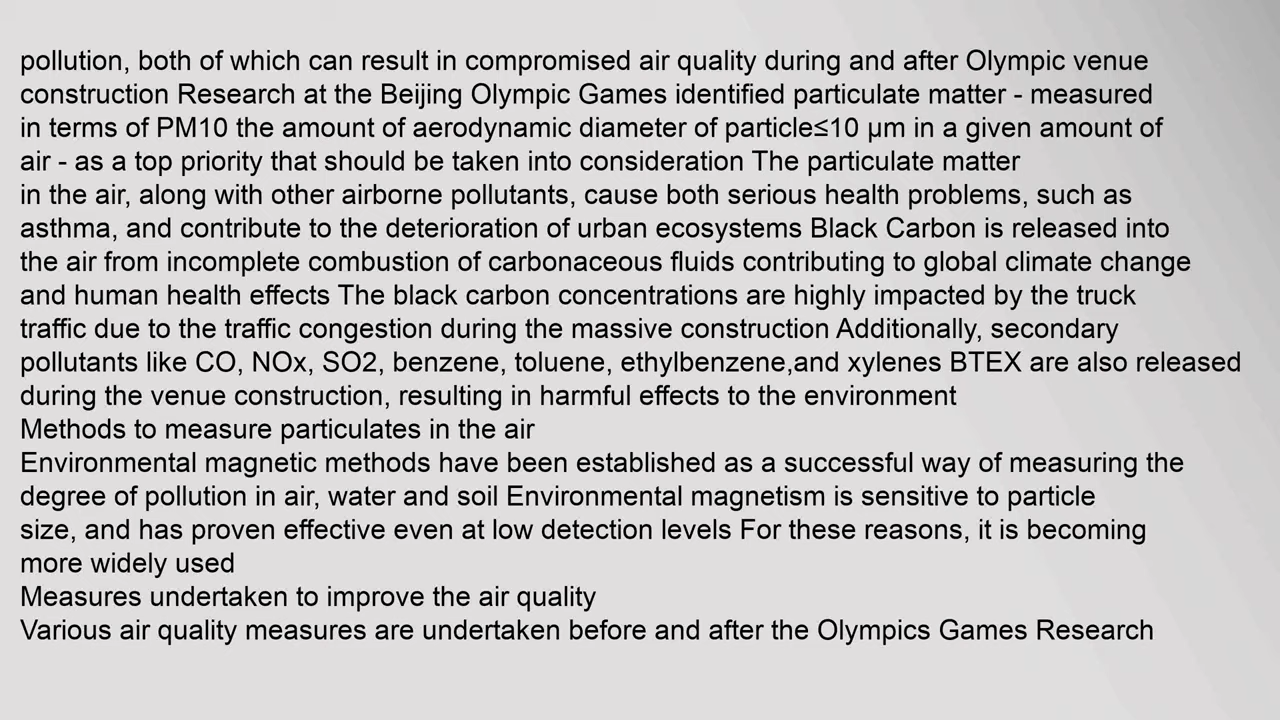 pollution, both of which can result in compromised air quality during and after Olympic venue
construction Research at the Beijing Olympic Games identified particulate matter - measured
in terms of PM10 the amount of aerodynamic diameter of particle≤10 μm in a given amount of
air - as a top priority that should be taken into consideration The particulate matter
in the air, along with other airborne pollutants, cause both serious health problems, such as
asthma, and contribute to the deterioration of urban ecosystems Black Carbon is released into
the air from incomplete combustion of carbonaceous fluids contributing to global climate change
and human health effects The black carbon concentrations are highly impacted by the truck
traffic due to the traffic congestion during the massive construction Additionally, secondary
pollutants like CO, NOx, SO2, benzene, toluene, ethylbenzene,and xylenes BTEX are also released
during the venue construction, resulting in harmful effects to the environment
Methods to measure particulates in the air
Environmental magnetic methods have been established as a successful way of measuring the
degree of pollution in air, water and soil Environmental magnetism is sensitive to particle
size, and has proven effective even at low detection levels For these reasons, it is becoming
more widely used
Measures undertaken to improve the air quality
Various air quality measures are undertaken before and after the Olympics Games Research